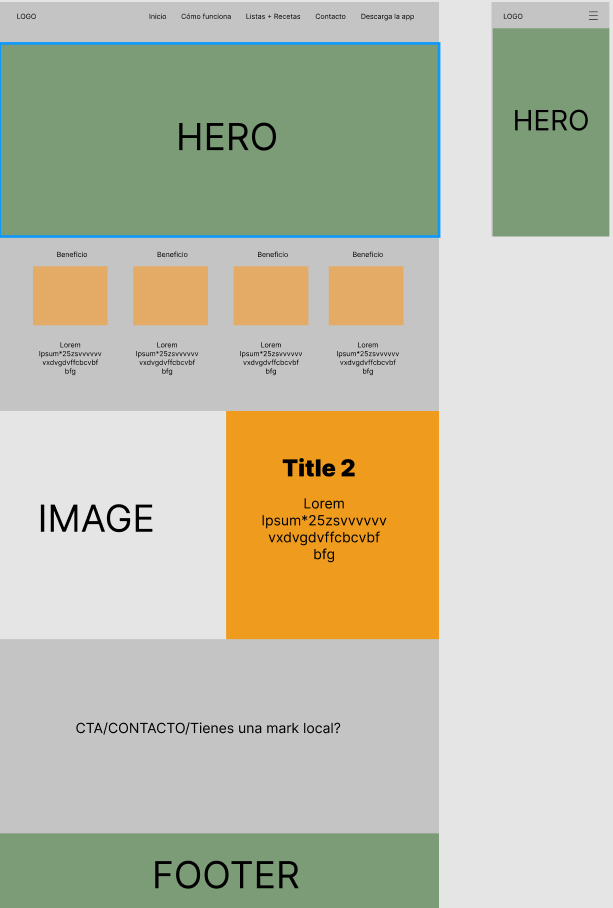 LOGO
Inicio
Cómo funciona
Listas + Recetas
Contacto
Descarga la app
HERO
Beneficio
Beneficio
Beneficio
Beneficio
Lorem
Ipsum*25zsvvvvvv
vxdvgdvffcbcvbf
bfg
Lorem
Ipsum*25zsvvvvvv
vxdvgdvffcbcvbf
bfg
Lorem
Ipsum*25zsvvvvvv
vxdvgdvffcbcvbf
bfg
Lorem
Ipsum*25zsvvvvvv
vxdvgdvffcbcvbf
bfg
IMAGE
Title 2
Lorem
Ipsum*25zsvvvvvv
vxdvgdvffcbcvbf
bfg
CTA/CONTACTO/Tienes una mark local?
FOOTER
LOGO
HERO